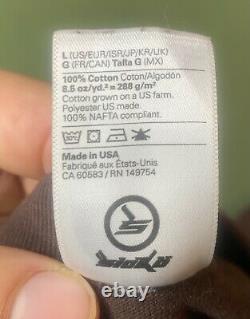 L (US/EUR/ISR/JP/KR/UK)
G (FR/CAN) Talla G (MX)
100% Cotton Coton/Algodón
8.5 oz/yd.² = 288 g/m²
Cotton grown on a US farm.
Polyester US made.
100% NAFTA compliant.
Made in USA
Fabriqué aux États-Unis
CA 60583 / RN 149754